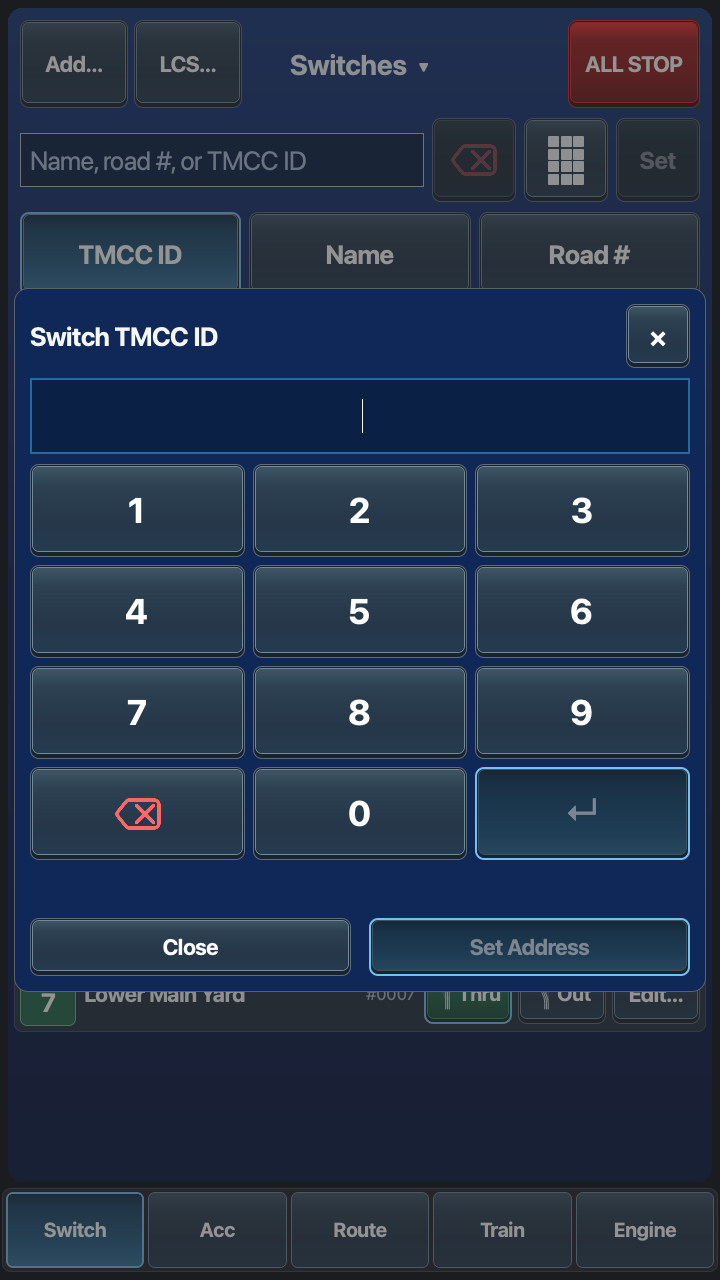 Add... LCS... Switches ▼ ALL STOP
Name, road #, or TMCC ID Set
TMCC ID Name Road #
Switch TMCC ID ×
1 2 3
4 5 6
7 8 9
0
Close Set Address
7 Lower Main Yard #0007 Thru Out Edit...
Switch Acc Route Train Engine